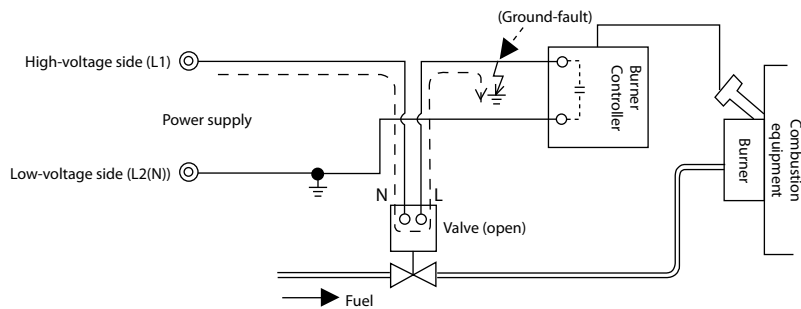 (Ground-fault)
High-voltage side (L1)
Burner
Controller
Power supply
Low-voltage side (L2(N))
N
L
Valve (open)
Burner
Combustion
equipment
Fuel